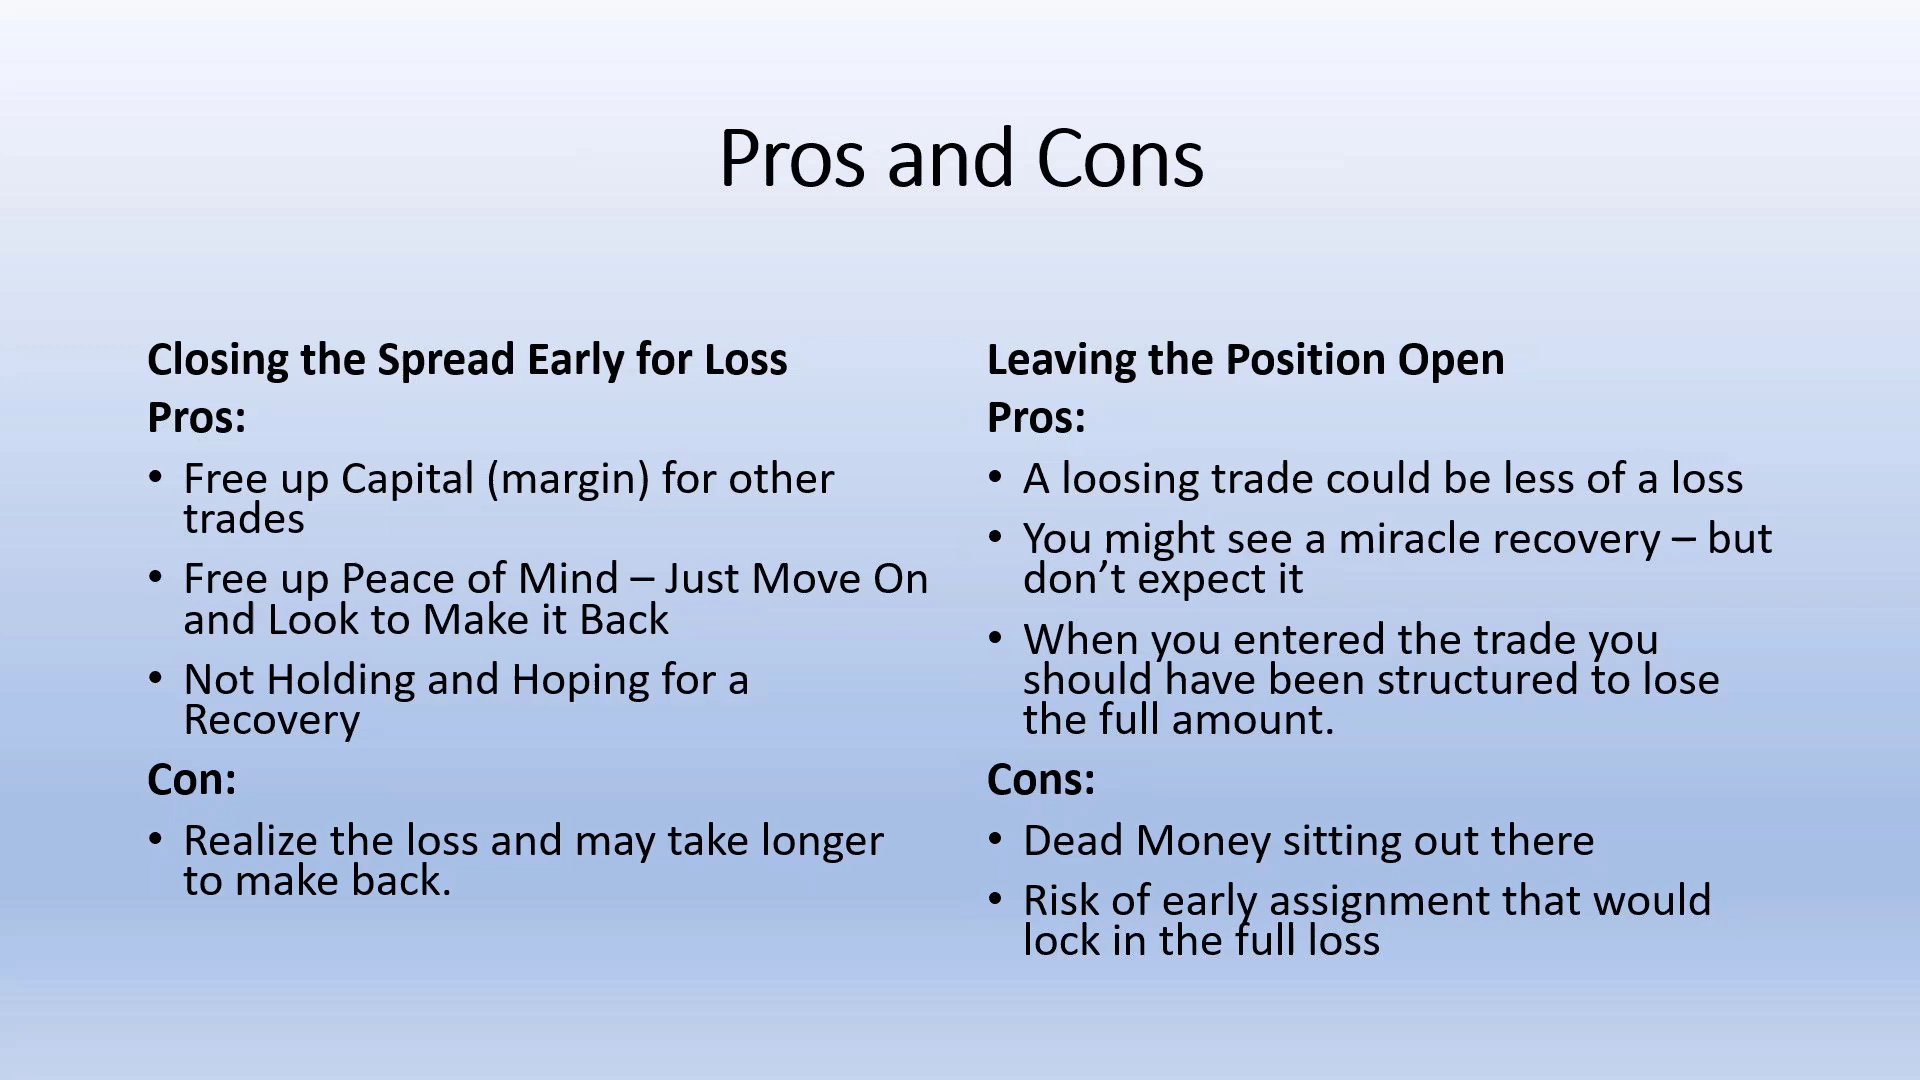 Pros and Cons
Closing the Spread Early for Loss
Pros:
• Free up Capital (margin) for other
trades
• Free up Peace of Mind – Just Move On
and Look to Make it Back
• Not Holding and Hoping for a
Recovery
Con:
• Realize the loss and may take longer
to make back.
Leaving the Position Open
Pros:
• A loosing trade could be less of a loss
• You might see a miracle recovery – but
don’t expect it
• When you entered the trade you
should have been structured to lose
the full amount.
Cons:
• Dead Money sitting out there
• Risk of early assignment that would
lock in the full loss